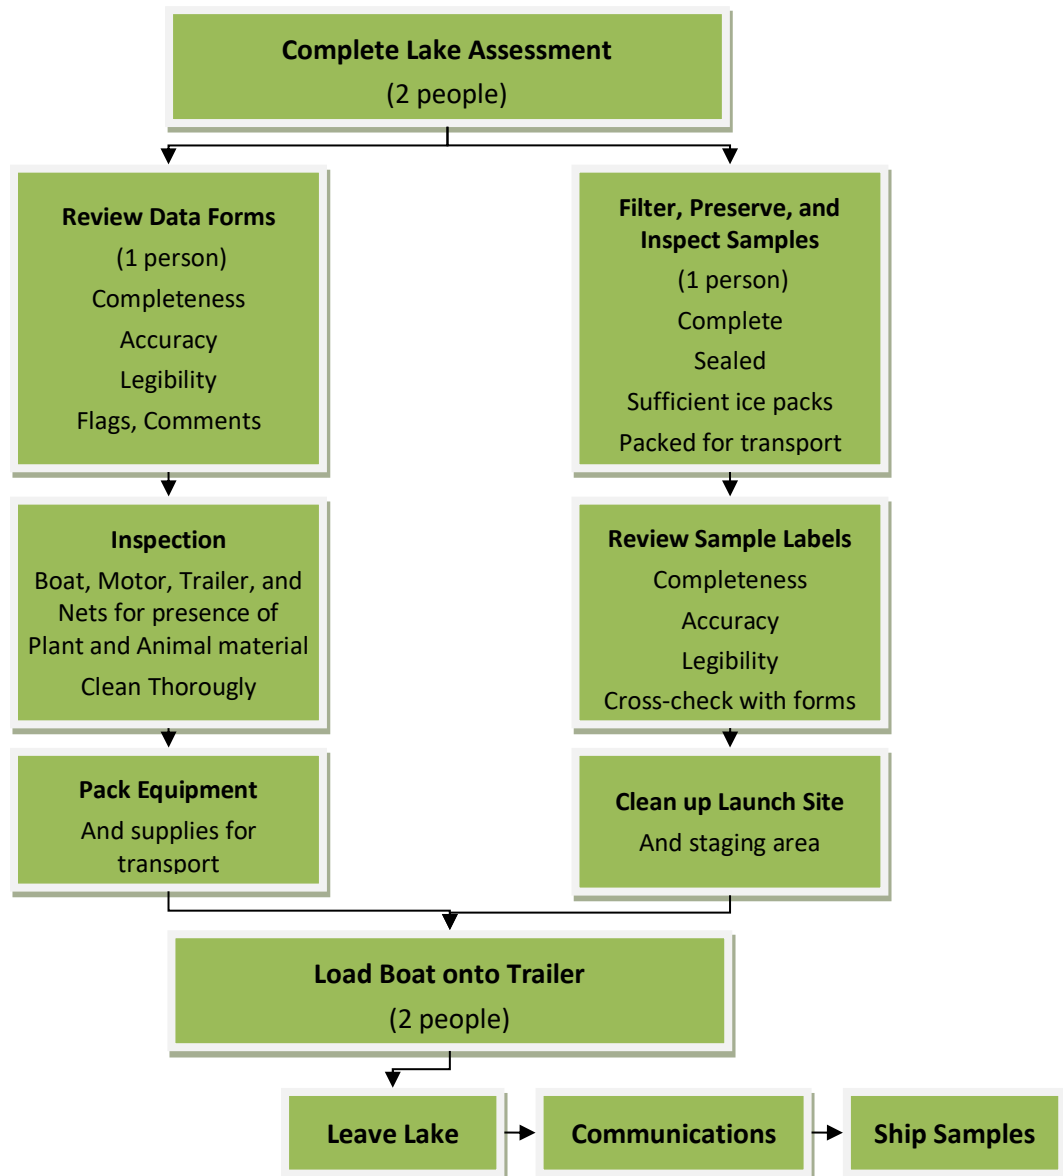 Complete Lake Assessment
(2 people)
Review Data Forms
(1 person)
Completeness
Accuracy
Legibility
Flags, Comments
Filter, Preserve, and
Inspect Samples
(1 person)
Complete
Sealed
Sufficient ice packs
Packed for transport
Inspection
Boat, Motor, Trailer, and
Nets for presence of
Plant and Animal material
Clean Thorougly
Review Sample Labels
Completeness
Accuracy
Legibility
Cross-check with forms
Pack Equipment
And supplies for
transport
Clean up Launch Site
And staging area
Load Boat onto Trailer
(2 people)
Leave Lake
Communications
Ship Samples